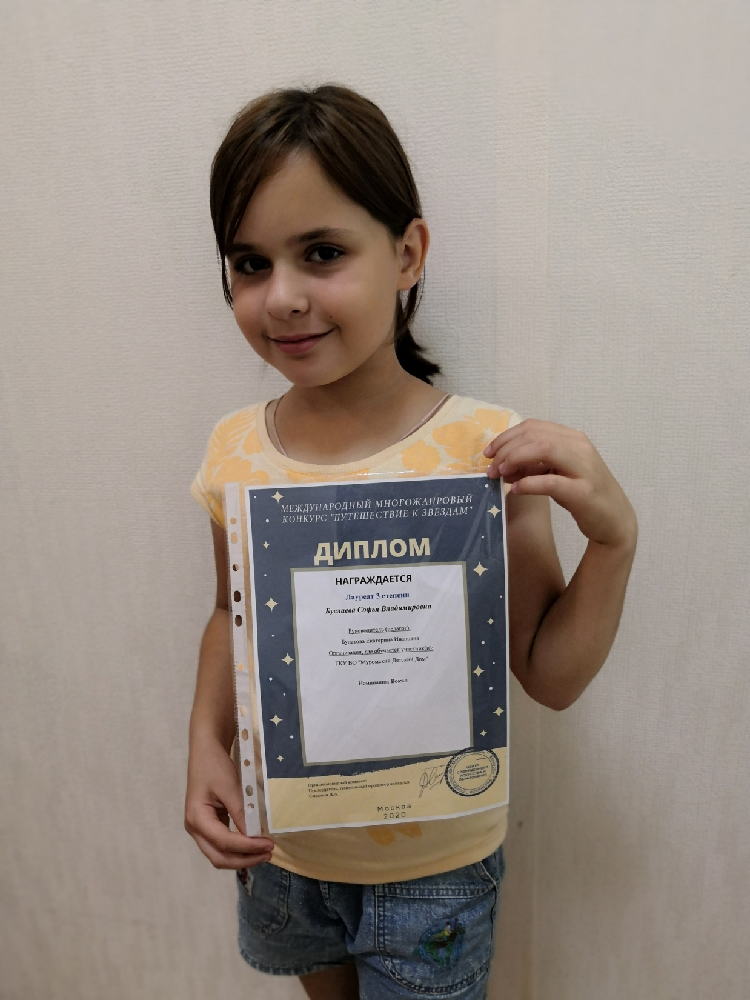 МЕЖДУНАРОДНЫЙ МНОГОЖАНРОВЫЙ
КОНКУРС "ПУТЕШЕСТВИЕ К ЗВЕЗДАМ"
ДИПЛОМ
НАГРАЖДАЕТСЯ
Лауреат 3 степени
Буслаева Софья Владимировна
Руководитель (педагог):
Булатова Екатерина Ивановна
Организация, где обучается участник(и):
ГКУ ВО "Муромский Детский Дом"
Номинация: Вокал
Организационный комитет:
Председатель, генеральный продюсер конкурса
Смирнов Д.А.
ЦЕНТР
СОВРЕМЕННОГО
ИСКУССТВА И
ОБРАЗОВАНИЯ
Москва
2020